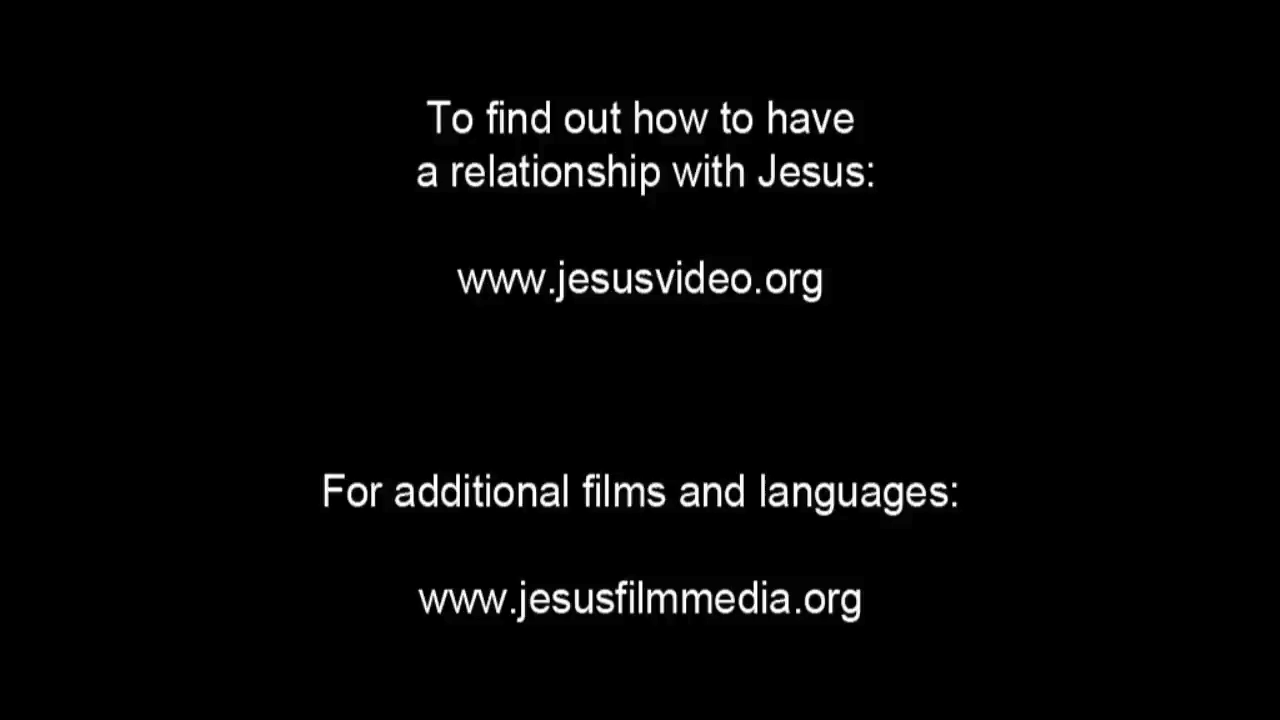 To find out how to have
a relationship with Jesus:
www.jesusvideo.org
For additional films and languages:
www.jesusfilmmedia.org